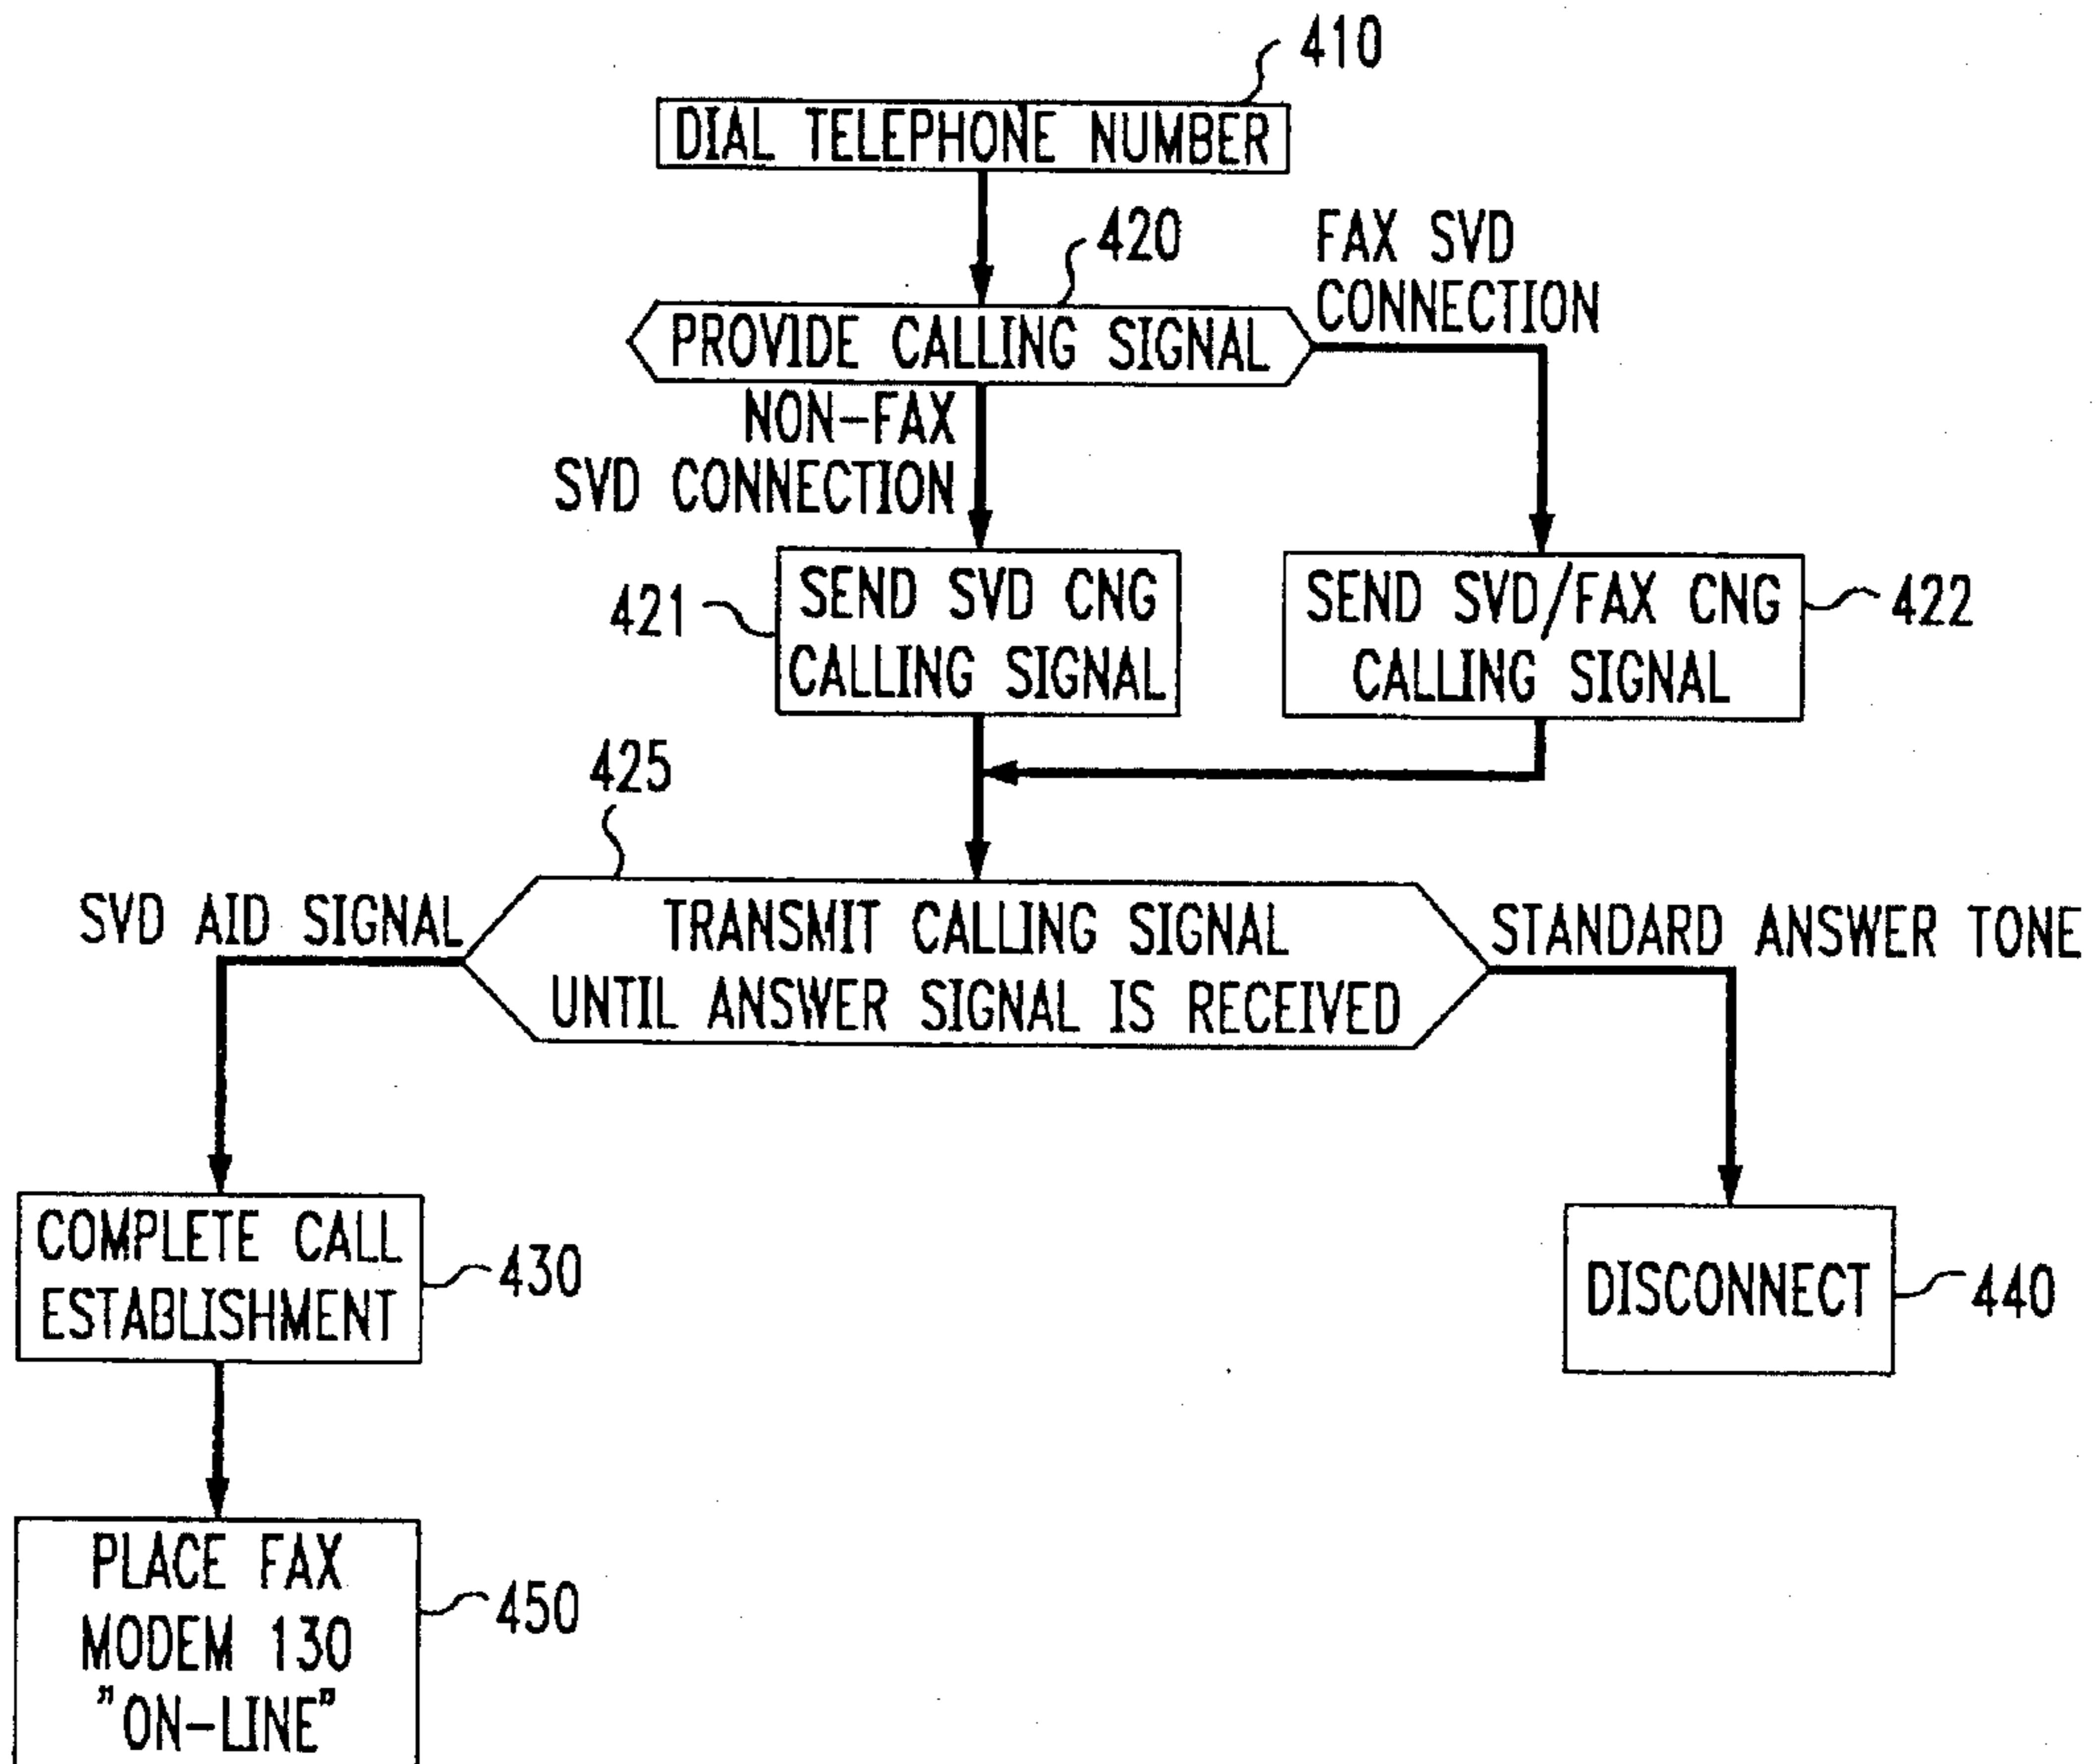 410
DIAL TELEPHONE NUMBER
420
FAX SVD
CONNECTION
PROVIDE CALLING SIGNAL
NON-FAX
SVD CONNECTION
421
SEND SVD CNG
CALLING SIGNAL
SEND SVD/FAX CNG
CALLING SIGNAL
422
425
SVD AID SIGNAL
TRANSMIT CALLING SIGNAL
UNTIL ANSWER SIGNAL IS RECEIVED
STANDARD ANSWER TONE
COMPLETE CALL
ESTABLISHMENT
430
DISCONNECT
440
PLACE FAX
MODEM 130
"ON-LINE"
450